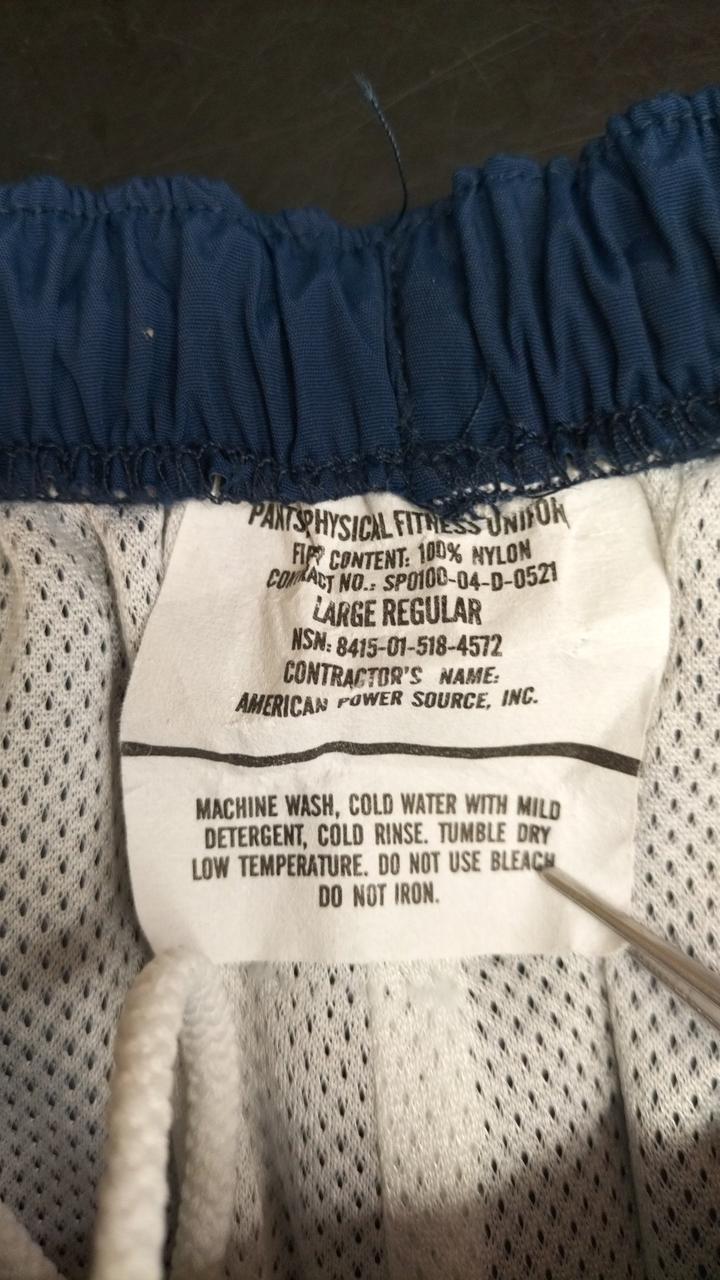 PANTS PHYSICAL FITNESS UNIFOR
CONTENT: 100% NYLON
NO.: SP0100-04-D-0521
LARGE REGULAR
NSN: 8415-01-518-4572
CONTRACTOR'S NAME:
AMERICAN POWER SOURCE, INC.
MACHINE WASH, COLD WATER WITH MILD
DETERGENT, COLD RINSE. TUMBLE DRY
LOW TEMPERATURE. DO NOT USE BLEACH
DO NOT IRON.